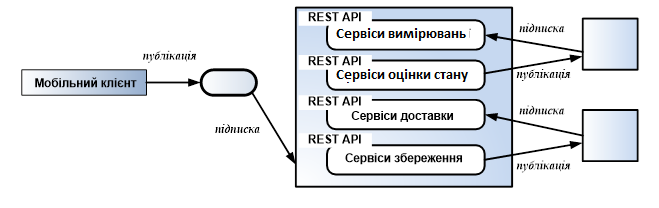 публікація
Мобільний клієнт
підписка
REST API
Сервіси вимірювань
REST API
Сервіси оцінки стану
REST API
Сервіси доставки
REST API
Сервіси збереження
підписка
публікація
підписка
публікація